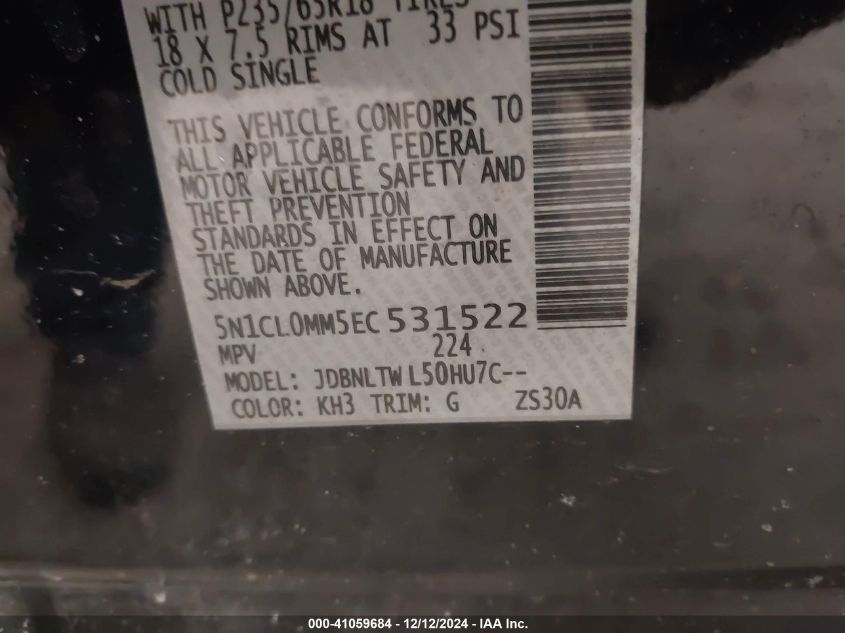 WITH P235/65R18 TIRES
18 X 7.5 RIMS AT 33 PSI
COLD SINGLE
THIS VEHICLE CONFORMS TO
ALL APPLICABLE FEDERAL
MOTOR VEHICLE SAFETY AND
THEFT PREVENTION
STANDARDS IN EFFECT ON
THE DATE OF MANUFACTURE
SHOWN ABOVE.
5N1CL0MM5EC531522
MPV 224
MODEL: JDBNLTWL50HU7C--
COLOR: KH3 TRIM: G ZS30A
000-41059684 - 12/12/2024 - IAA Inc.